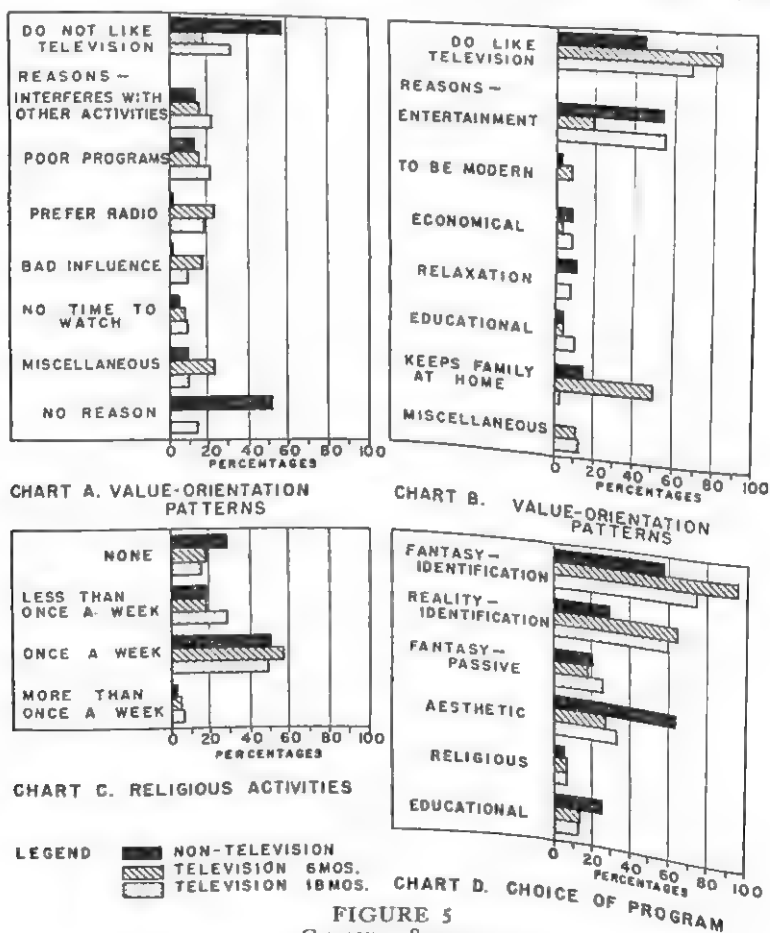 DO NOT LIKE
TELEVISION
REASONS —
INTERFERES WITH
OTHER ACTIVITIES
POOR PROGRAMS
PREFER RADIO
BAD INFLUENCE
NO TIME TO
WATCH
MISCELLANEOUS
NO REASON
0 20 40 60 80 100
PERCENTAGES
CHART A. VALUE-ORIENTATION
PATTERNS
DO LIKE
TELEVISION
REASONS —
ENTERTAINMENT
TO BE MODERN
ECONOMICAL
RELAXATION
EDUCATIONAL
KEEPS FAMILY
AT HOME
MISCELLANEOUS
0 20 40 60 80 100
PERCENTAGES
CHART B. VALUE-ORIENTATION
PATTERNS
NONE
LESS THAN
ONCE A WEEK
ONCE A WEEK
MORE THAN
ONCE A WEEK
0 20 40 60 80 100
PERCENTAGES
CHART C. RELIGIOUS ACTIVITIES
FANTASY—
IDENTIFICATION
REALITY—
IDENTIFICATION
FANTASY—
PASSIVE
AESTHETIC
RELIGIOUS
EDUCATIONAL
0 20 40 60 80 100
PERCENTAGES
CHART D. CHOICE OF PROGRAM
LEGEND
NON-TELEVISION
TELEVISION 6MOS.
TELEVISION 18MOS.
FIGURE 5